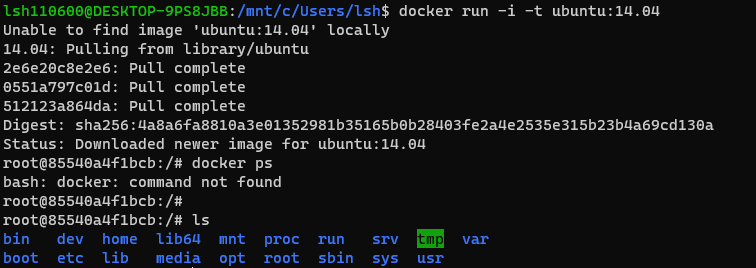 lsh110600@DESKTOP-9PS8JBB:/mnt/c/Users/lsh$ docker run -i -t ubuntu:14.04
Unable to find image 'ubuntu:14.04' locally
14.04: Pulling from library/ubuntu
2e6e20c8e2e6: Pull complete
0551a797c01d: Pull complete
512123a864da: Pull complete
Digest: sha256:4a8a6fa8810a3e01352981b35165b0b28403fe2a4e2535e315b23b4a69cd130a
Status: Downloaded newer image for ubuntu:14.04
root@85540a4f1bcb:/# docker ps
bash: docker: command not found
root@85540a4f1bcb:/#
root@85540a4f1bcb:/# ls
bin dev home lib64 mnt proc run srv tmp var
boot etc lib media opt root sbin sys usr